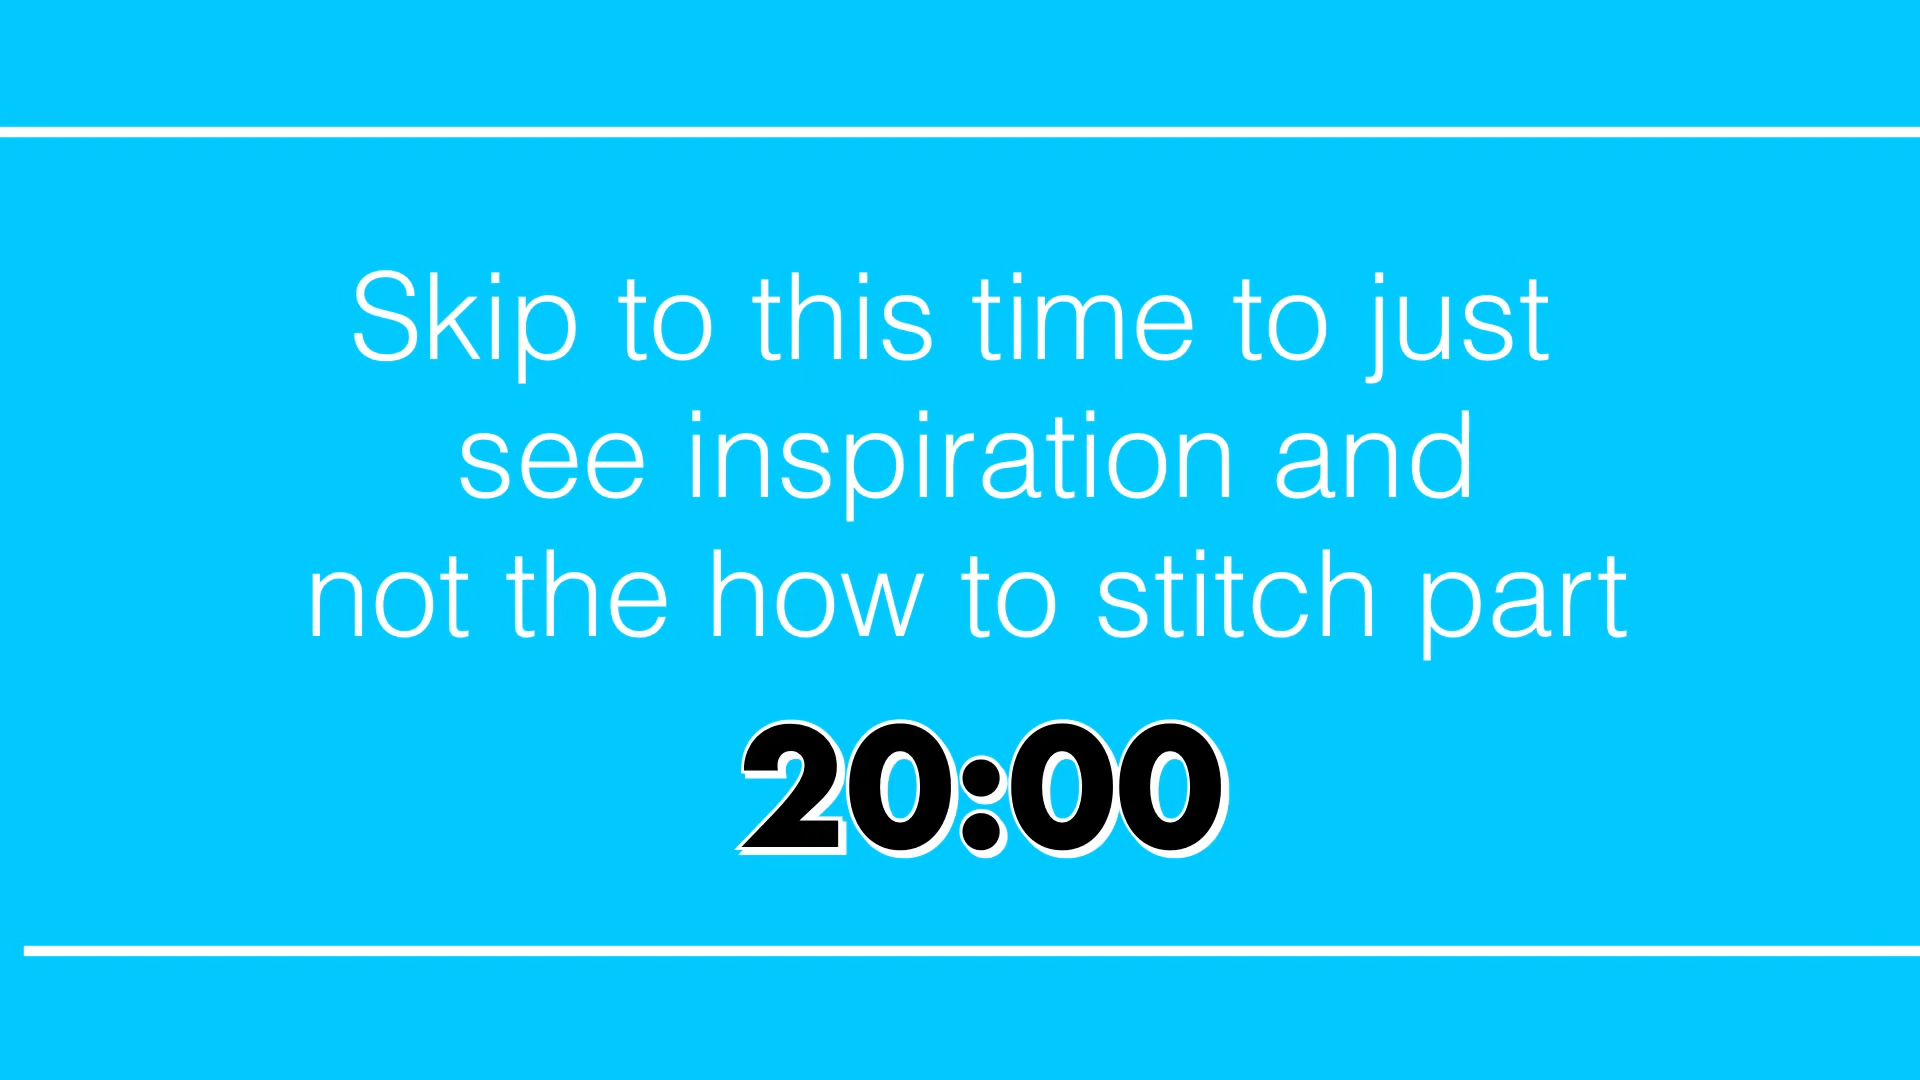 Skip to this time to just
see inspiration and
not the how to stitch part
20:00